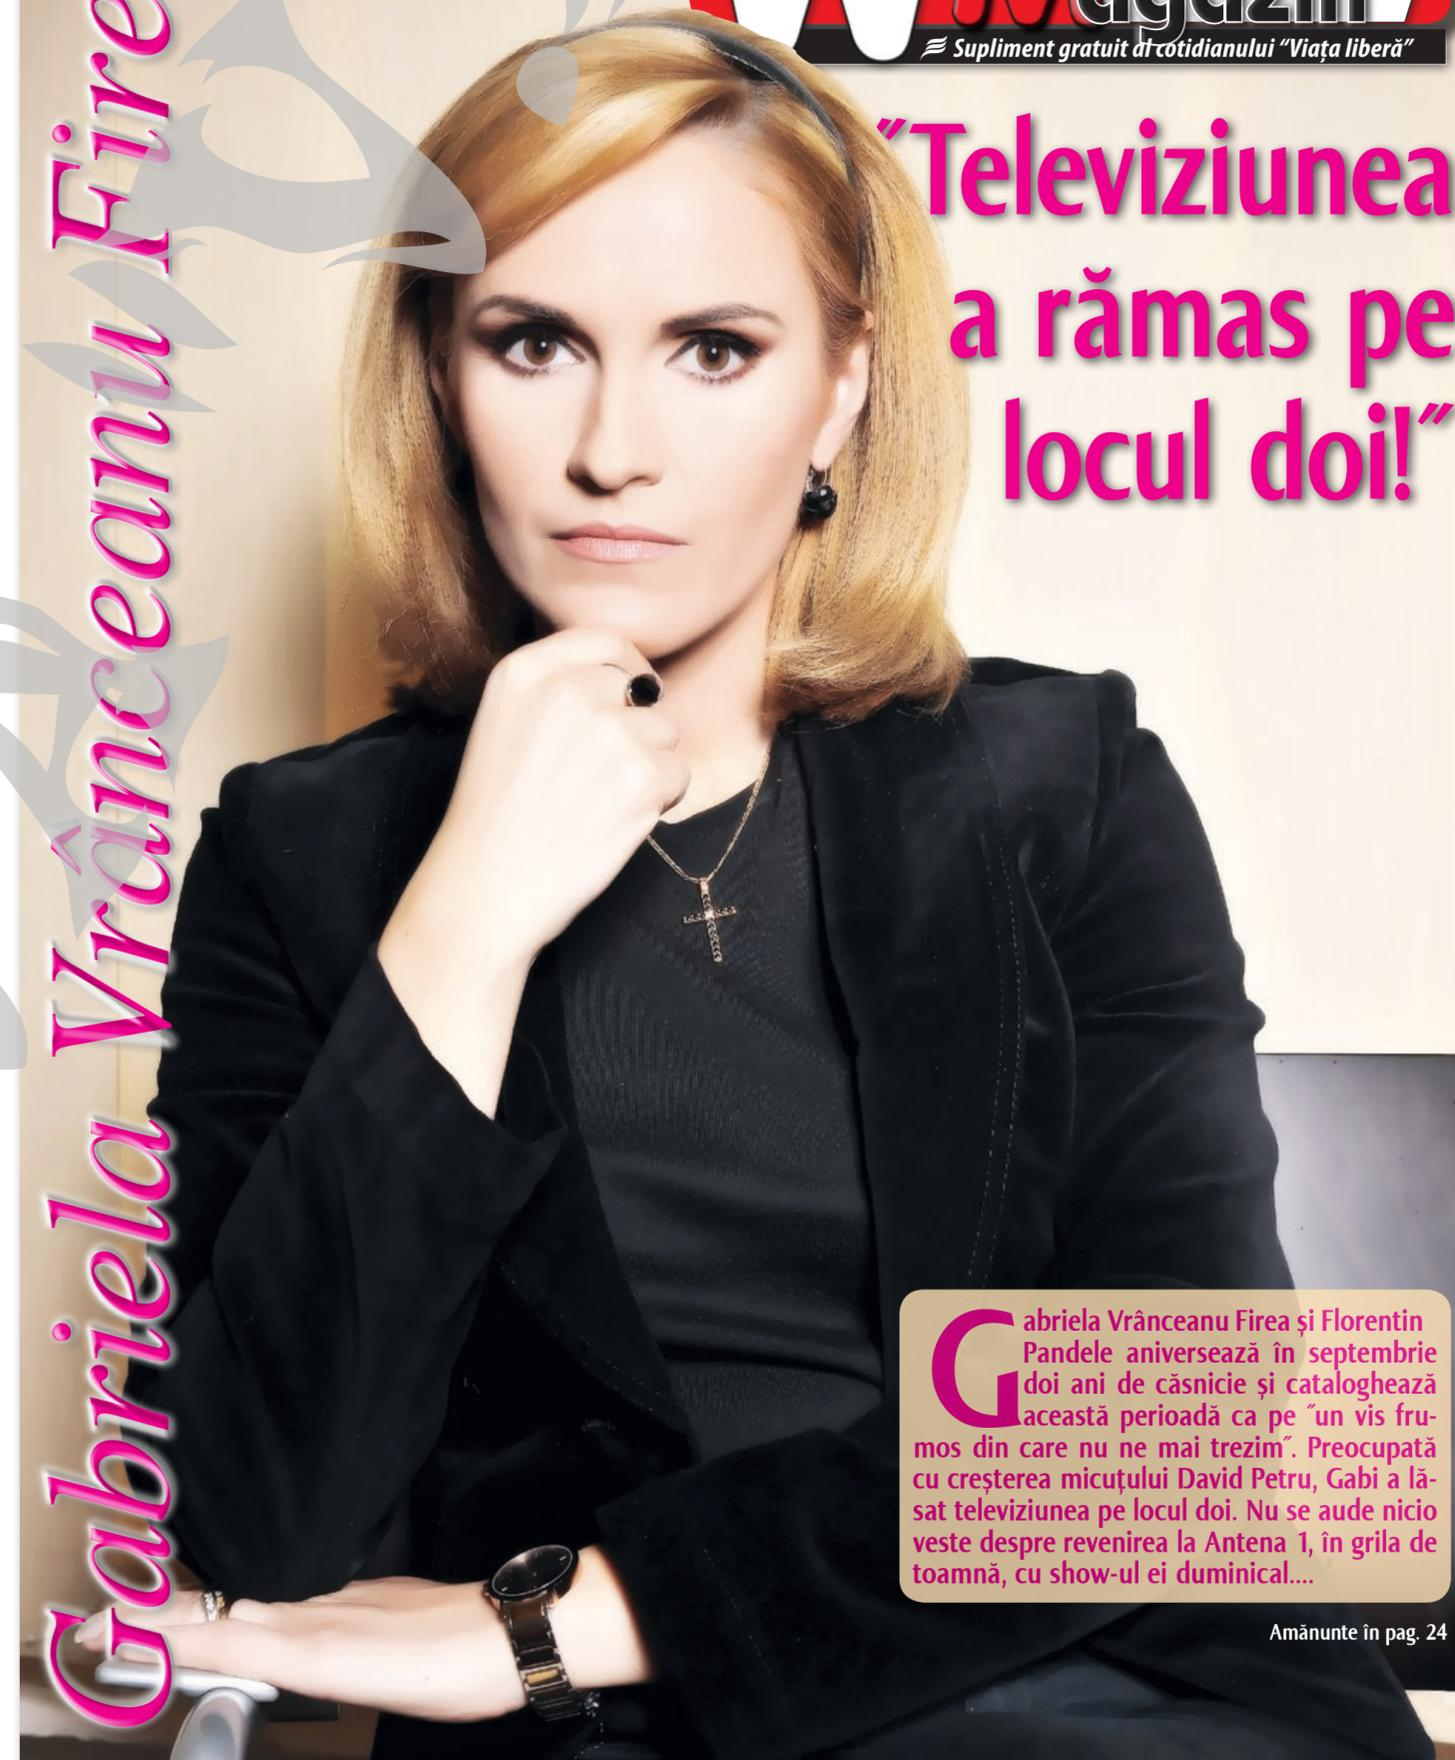 Magazin
Supliment gratuit al cotidianului “Viața liberă”
Gabriela Vrânceanu Fire
˝Televiziunea
a rămas pe
locul doi!˝
Gabriela Vrânceanu Firea și Florentin
Pandele aniversează în septembrie
doi ani de căsnicie și cataloghează
această perioadă ca pe ˝un vis fru-
mos din care nu ne mai trezim˝. Preocupată
cu creșterea micuțului David Petru, Gabi a lă-
sat televiziunea pe locul doi. Nu se aude nicio
veste despre revenirea la Antena 1, în grila de
toamnă, cu show-ul ei duminical....
Amănunte în pag. 24